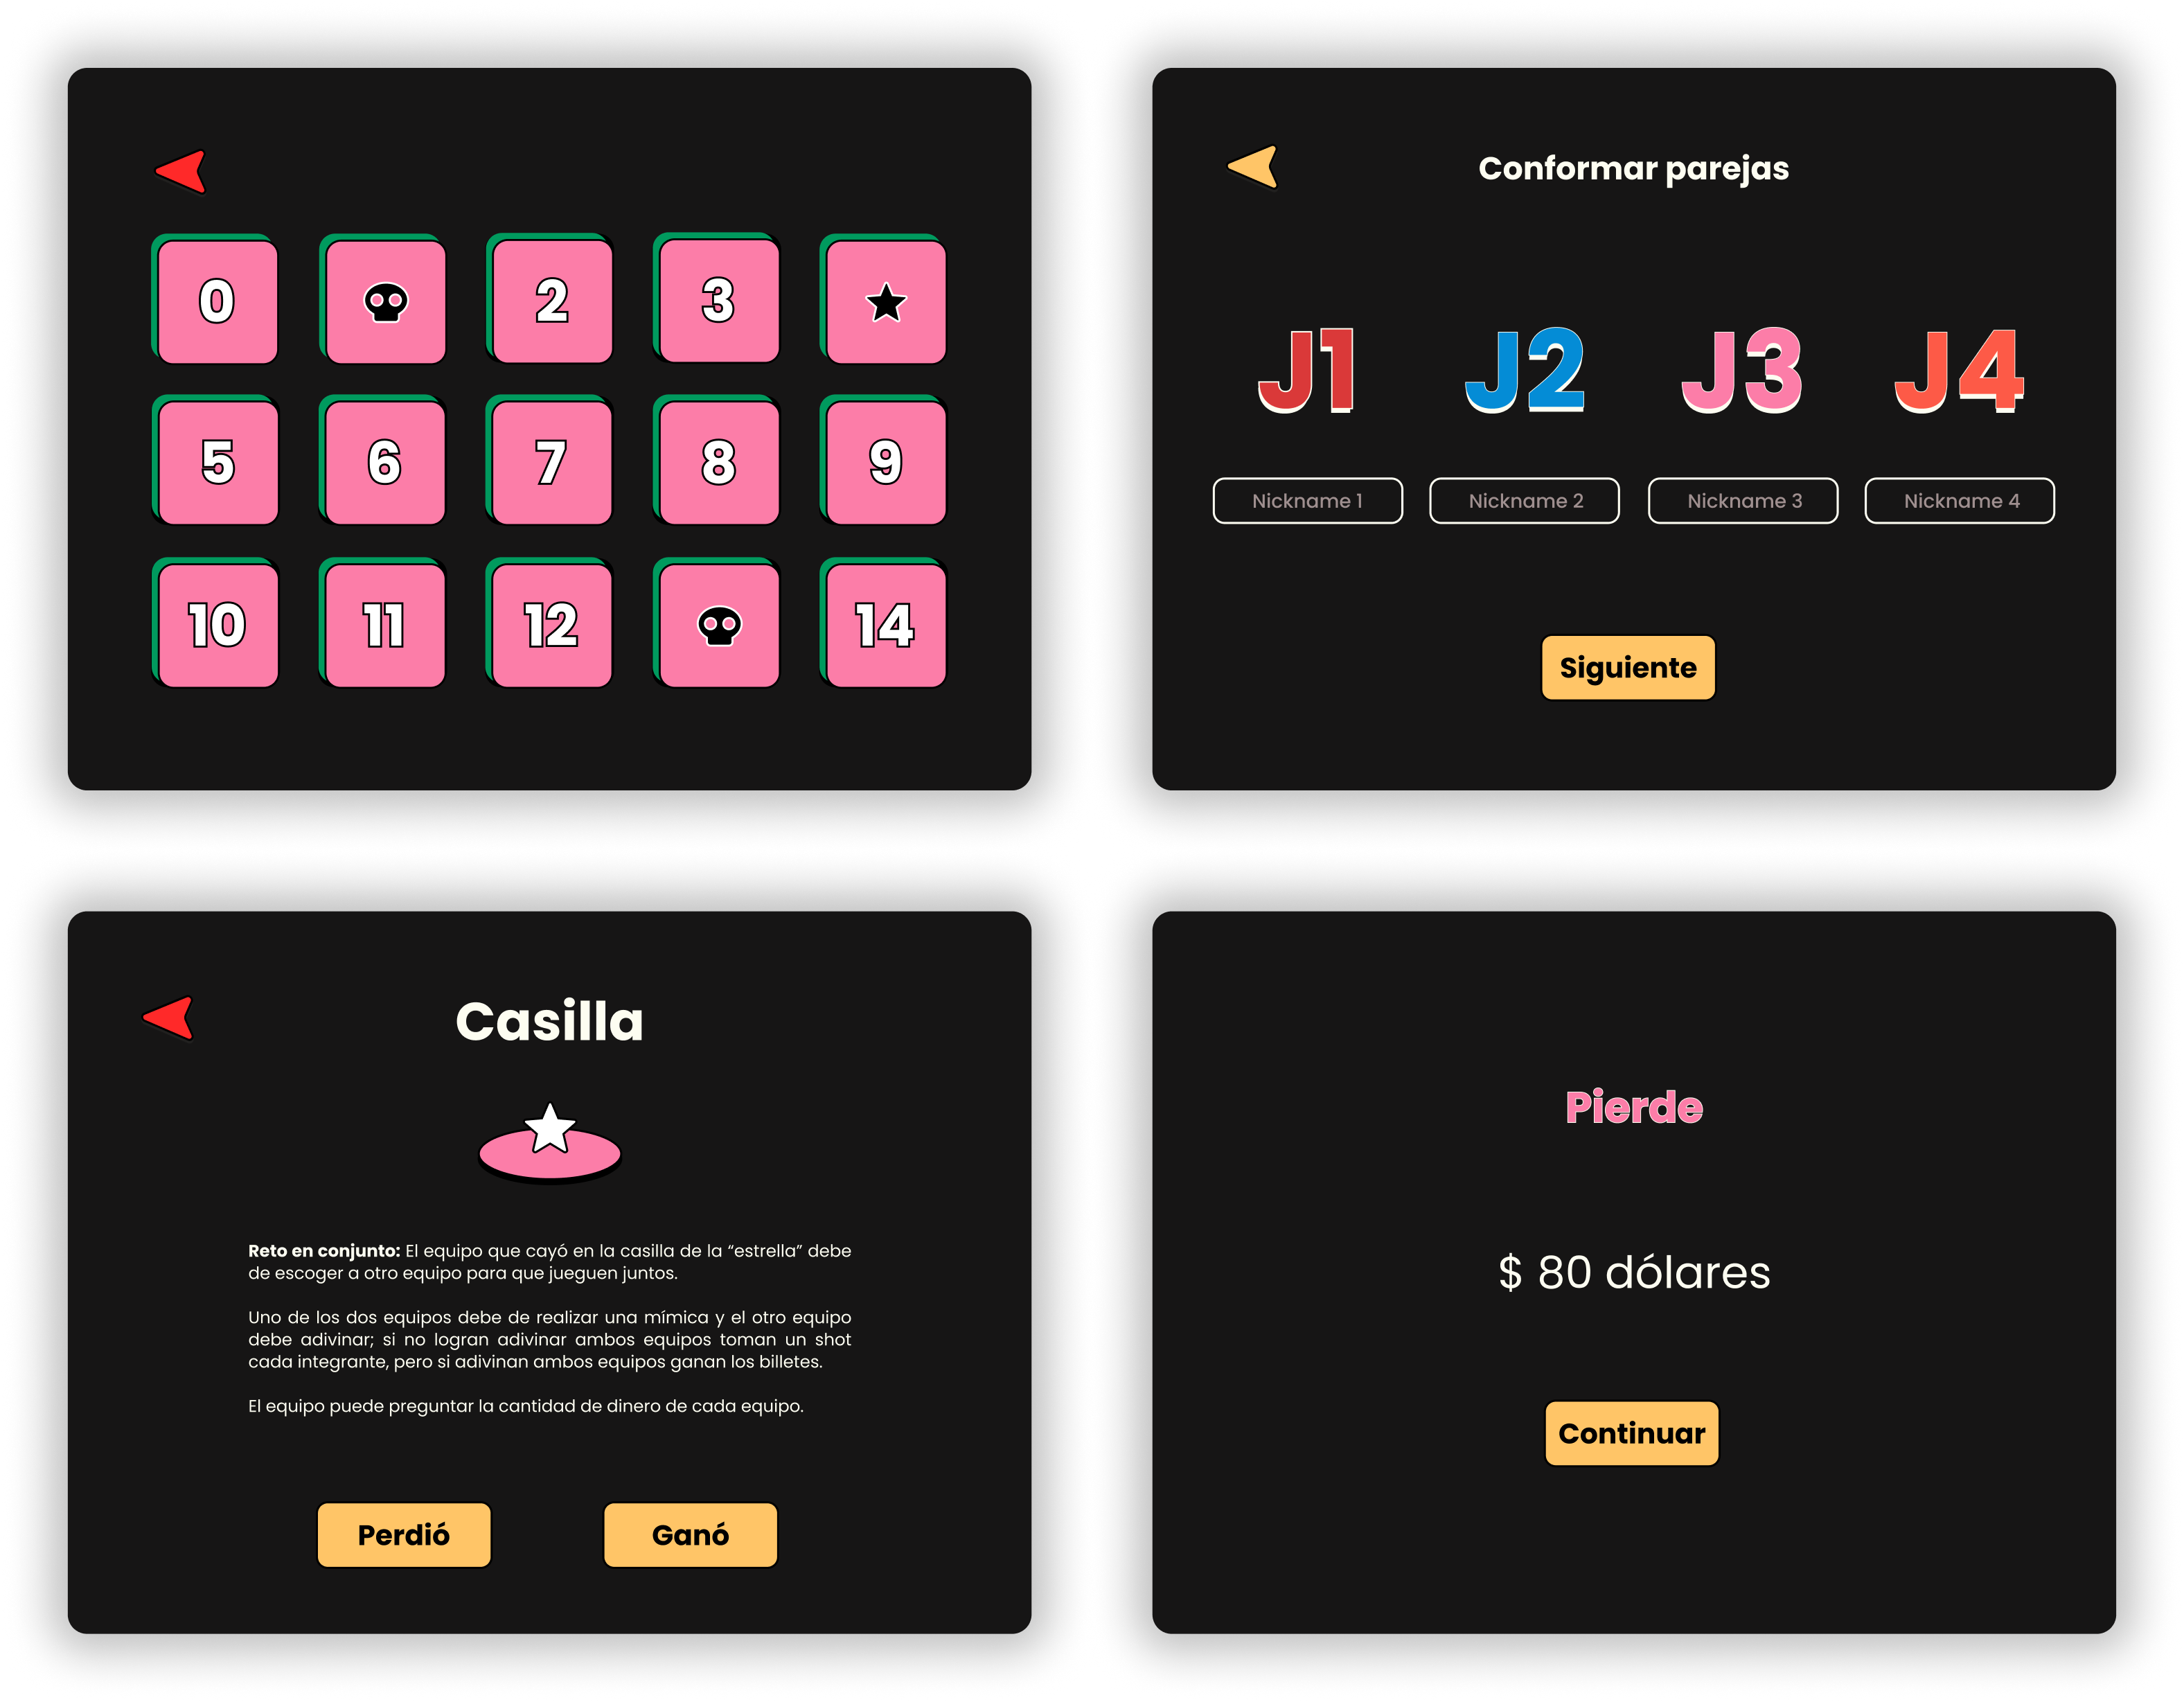 0
2
3
5
6
7
8
9
10
11
12
14
Conformar parejas
J1
J2
J3
J4
Nickname 1
Nickname 2
Nickname 3
Nickname 4
Siguiente
Casilla
Reto en conjunto: El equipo que cayó en la casilla de la “estrella” debe
de escoger a otro equipo para que jueguen juntos.
Uno de los dos equipos debe de realizar una mímica y el otro equipo
debe adivinar; si no logran adivinar ambos equipos toman un shot
cada integrante, pero si adivinan ambos equipos ganan los billetes.
El equipo puede preguntar la cantidad de dinero de cada equipo.
Perdió
Ganó
Pierde
$ 80 dólares
Continuar